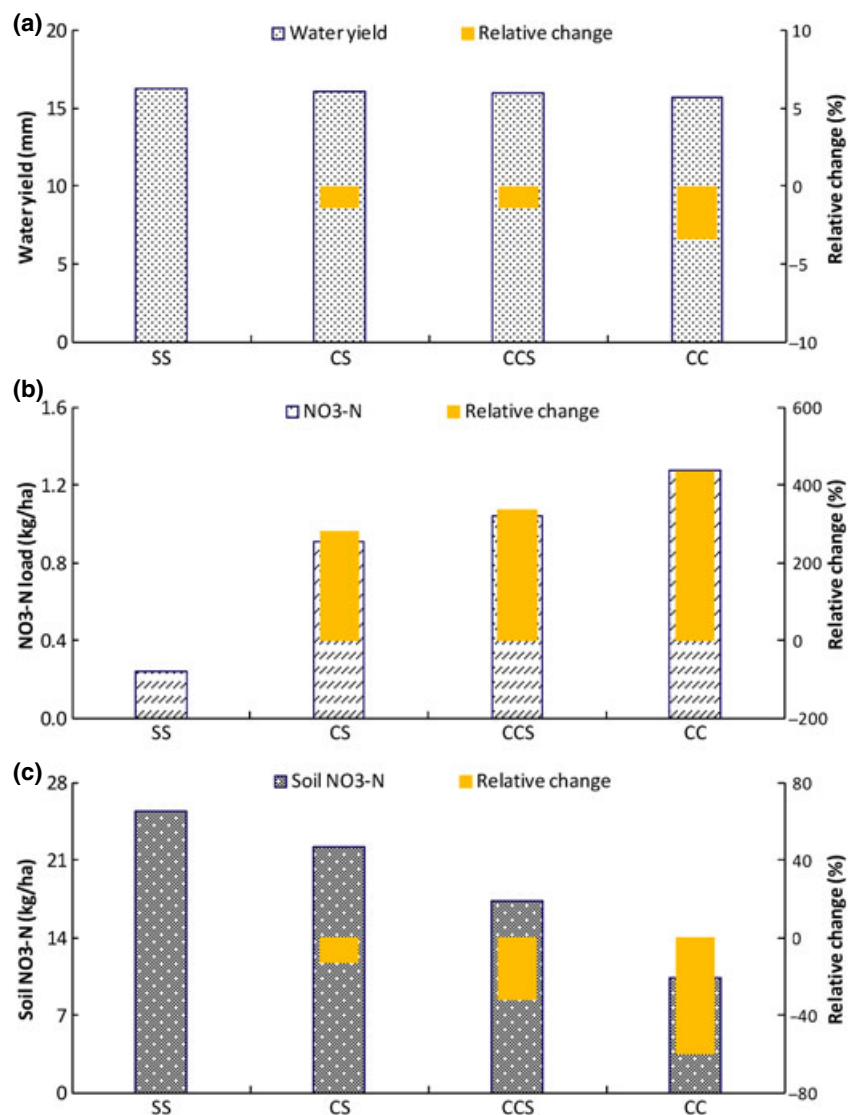 (a)
Water yield
Relative change
Water yield (mm)
20
15
10
5
0
Relative change (%)
10
5
0
–5
–10
SS
CS
CCS
CC
(b)
NO3-N
Relative change
NO3-N load (kg/ha)
1.6
1.2
0.8
0.4
0.0
Relative change (%)
600
400
200
0
–200
SS
CS
CCS
CC
(c)
Soil NO3-N
Relative change
Soil NO3-N (kg/ha)
28
21
14
7
0
Relative change (%)
80
40
0
–40
–80
SS
CS
CCS
CC